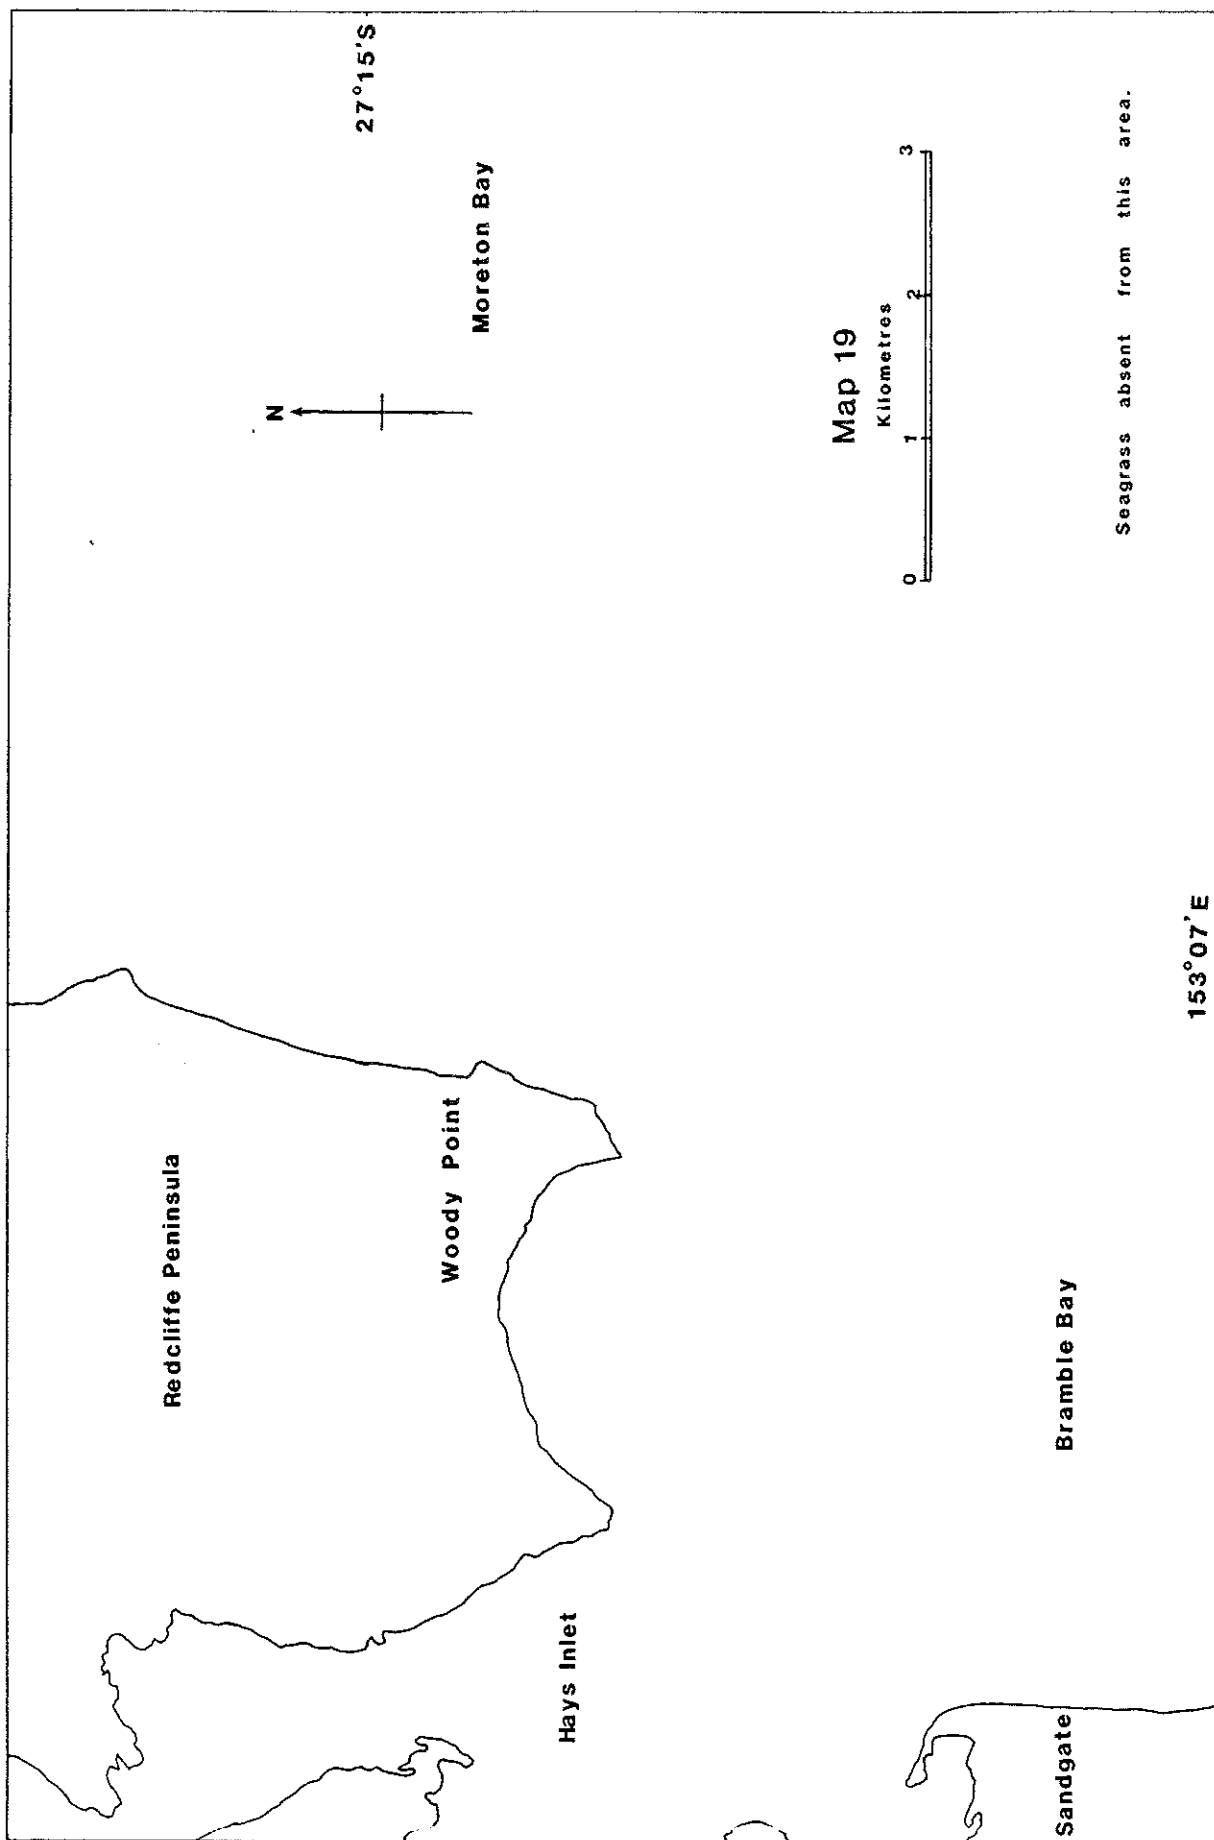 27°15'S
N
Moreton Bay
Redcliffe Peninsula
Woody Point
Hays Inlet
Map 19
Kilometres
0 1 2 3
Bramble Bay
Sandgate
Seagrass absent from this area.
153°07'E